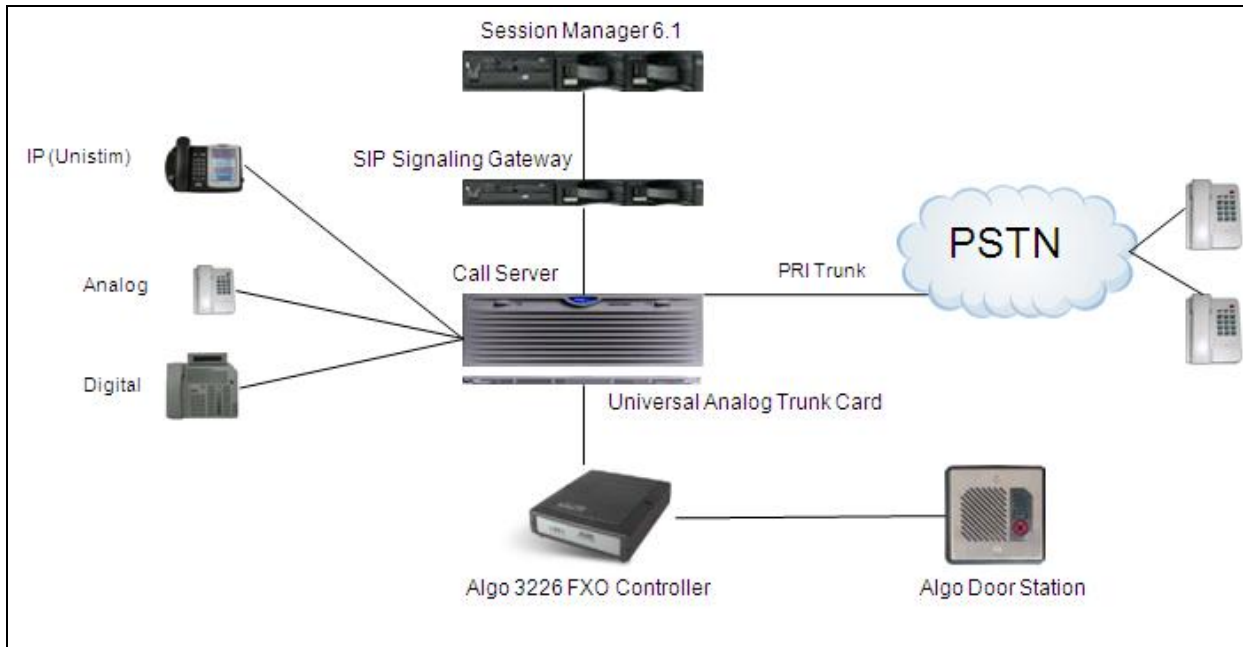 Session Manager 6.1
IP (Unistim)
SIP Signaling Gateway
PSTN
Call Server
PRI Trunk
Analog
Digital
Universal Analog Trunk Card
Algo 3226 FXO Controller
Algo Door Station